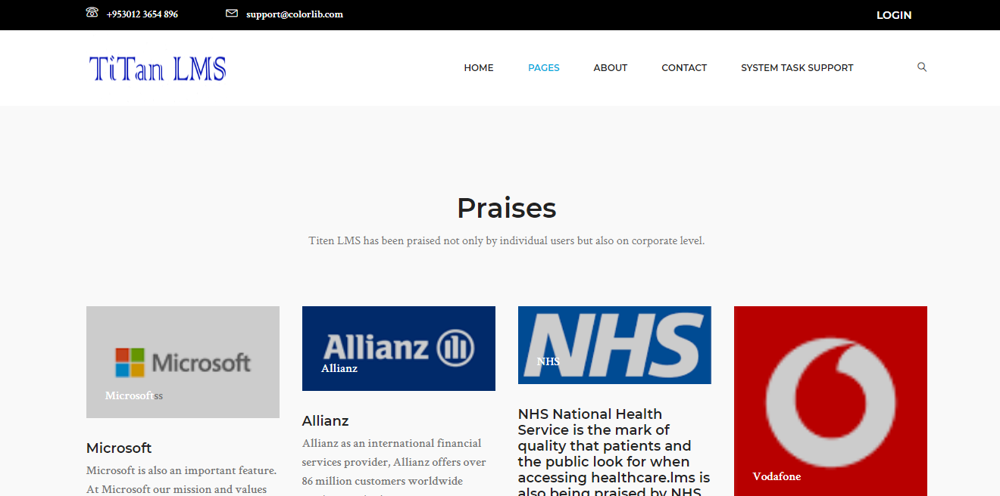 +953012 3654 896 support@colorlib.com LOGIN
TiTan LMS HOME PAGES ABOUT CONTACT SYSTEM TASK SUPPORT
Praises
Titen LMS has been praised not only by individual users but also on corporate level.
Microsoft
Microsoftss
Microsoft
Microsoft is also an important feature.
At Microsoft our mission and values
Allianz
Allianz
Allianz
Allianz as an international financial
services provider, Allianz offers over
86 million customers worldwide
NHS
NHS
NHS National Health
Service is the mark of
quality that patients and
the public look for when
accessing healthcare.lms is
also being praised by NHS
Vodafone